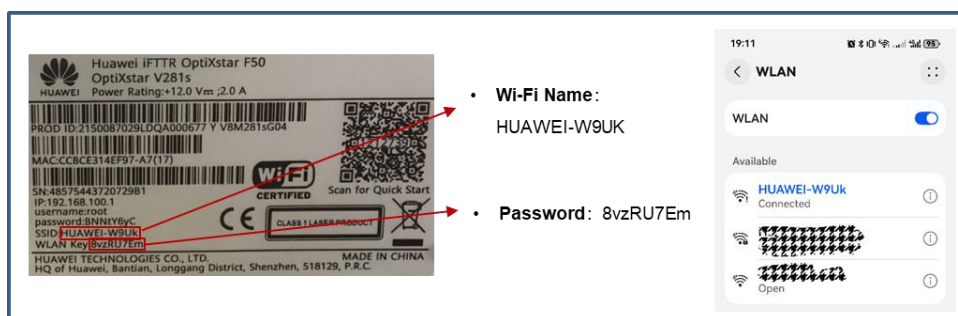 HUAWEI
Huawei iFTTR OptiXstar F50
OptiXstar V281s
Power Rating:+12.0 V⎓ ;2.0 A
PROD ID:2150087029LDQA000677 Y V8M281sG04
MAC:CCBCE314EF97-A7(17)
SN:48575443720729B1
IP:192.168.100.1
username:root
password:BNNtY6yC
SSID:HUAWEI-W9Uk
WLAN Key:8vzRU7Em
WiFi
CERTIFIED
Scan for Quick Start
CE
CLASS 1 LASER PRODUCT
HUAWEI TECHNOLOGIES CO., LTD.
MADE IN CHINA
HQ of Huawei, Bantian, Longgang District, Shenzhen, 518129, P.R.C.
• Wi-Fi Name:
HUAWEI-W9UK
• Password: 8vzRU7Em
19:11
95
WLAN
WLAN
Available
HUAWEI-W9Uk
Connected
Open